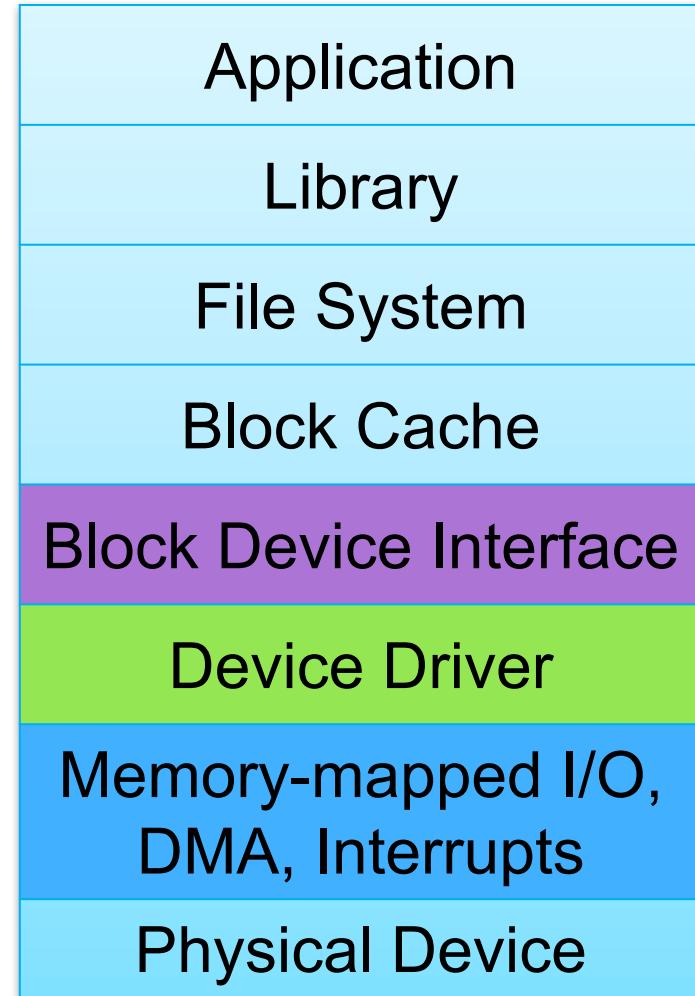 Application
Library
File System
Block Cache
Block Device Interface
Device Driver
Memory-mapped I/O,
DMA, Interrupts
Physical Device